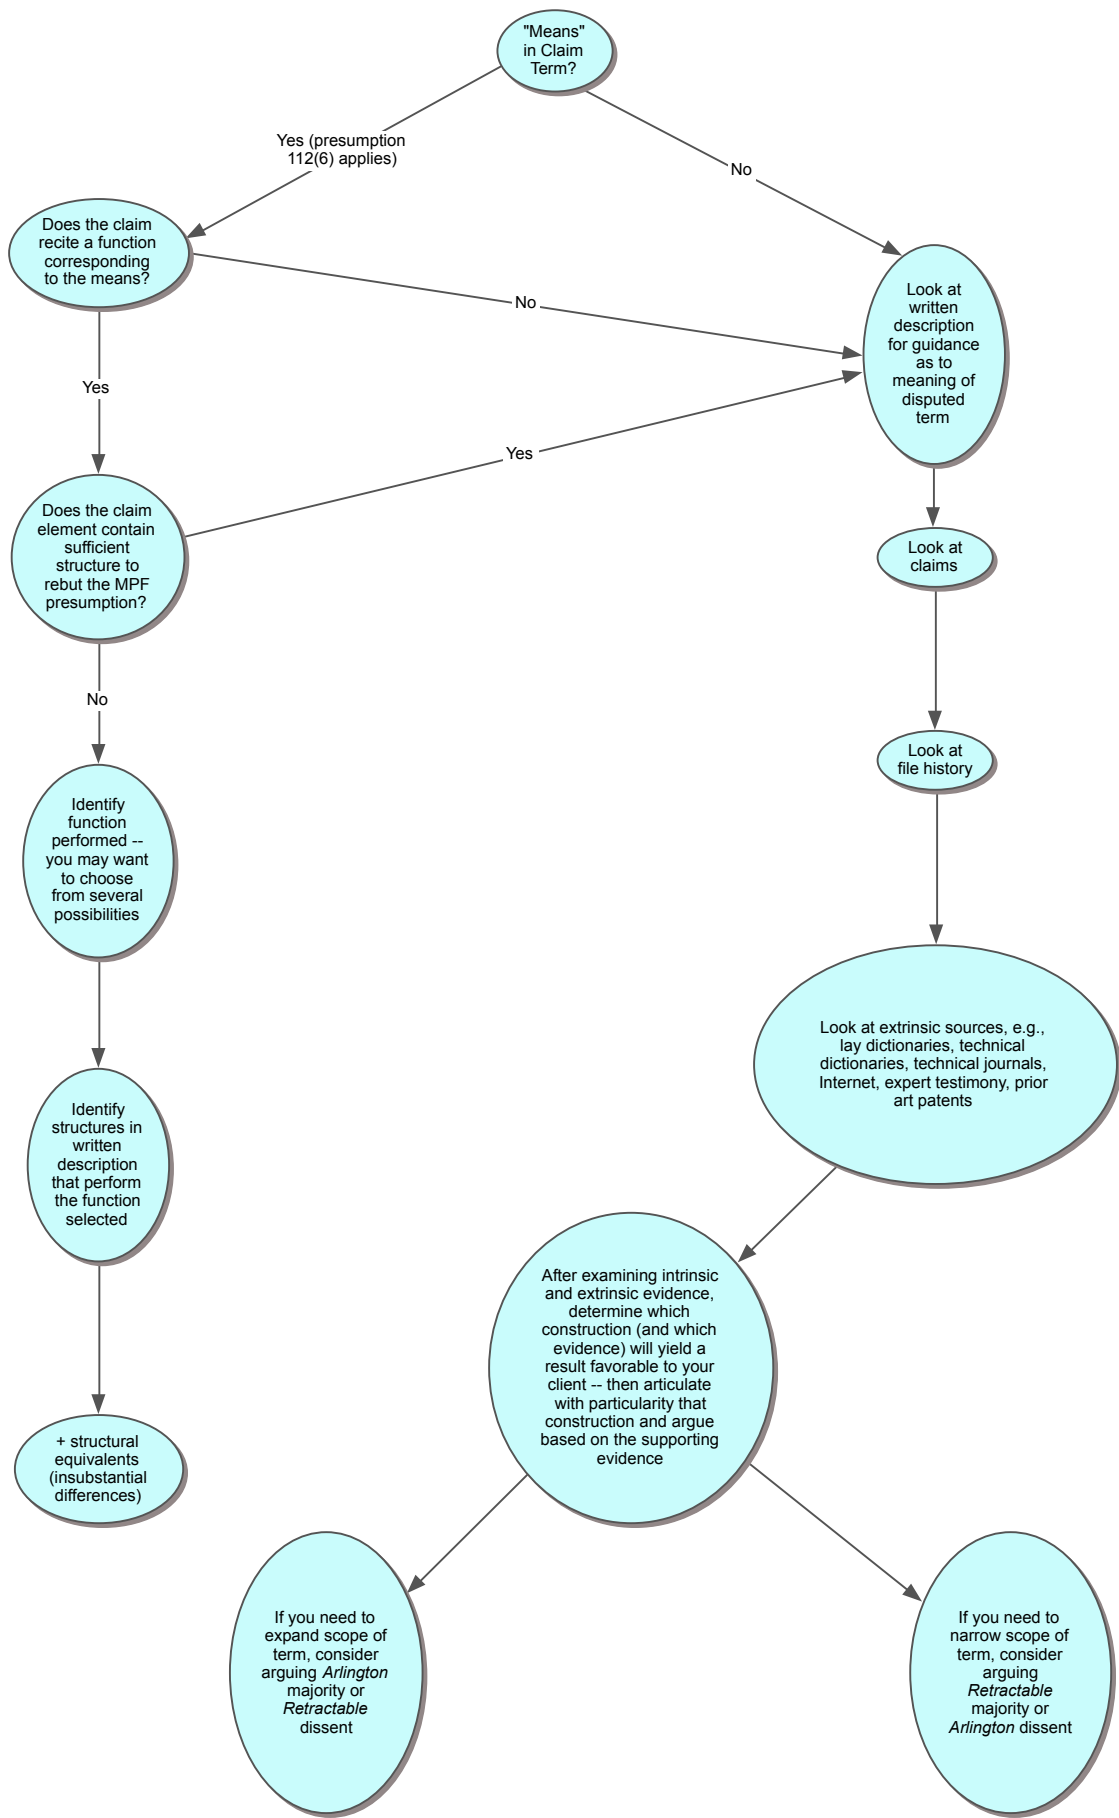 "Means"
in Claim
Term?
Yes (presumption
112(6) applies)
No
Does the claim
recite a function
corresponding
to the means?
No
Look at
written
description
for guidance
as to
meaning of
disputed
term
Yes
Yes
Does the claim
element contain
sufficient
structure to
rebut the MPF
presumption?
Look at
claims
No
Look at
file history
Identify
function
performed --
you may want
to choose
from several
possibilities
Look at extrinsic sources, e.g.,
lay dictionaries, technical
dictionaries, technical journals,
Internet, expert testimony, prior
art patents
Identify
structures in
written
description
that perform
the function
selected
After examining intrinsic
and extrinsic evidence,
determine which
construction (and which
evidence) will yield a
result favorable to your
client -- then articulate
with particularity that
construction and argue
based on the supporting
evidence
+ structural
equivalents
(insubstantial
differences)
If you need to
expand scope of
term, consider
arguing Arlington
majority or
Retractable
dissent
If you need to
narrow scope of
term, consider
arguing
Retractable
majority or
Arlington dissent